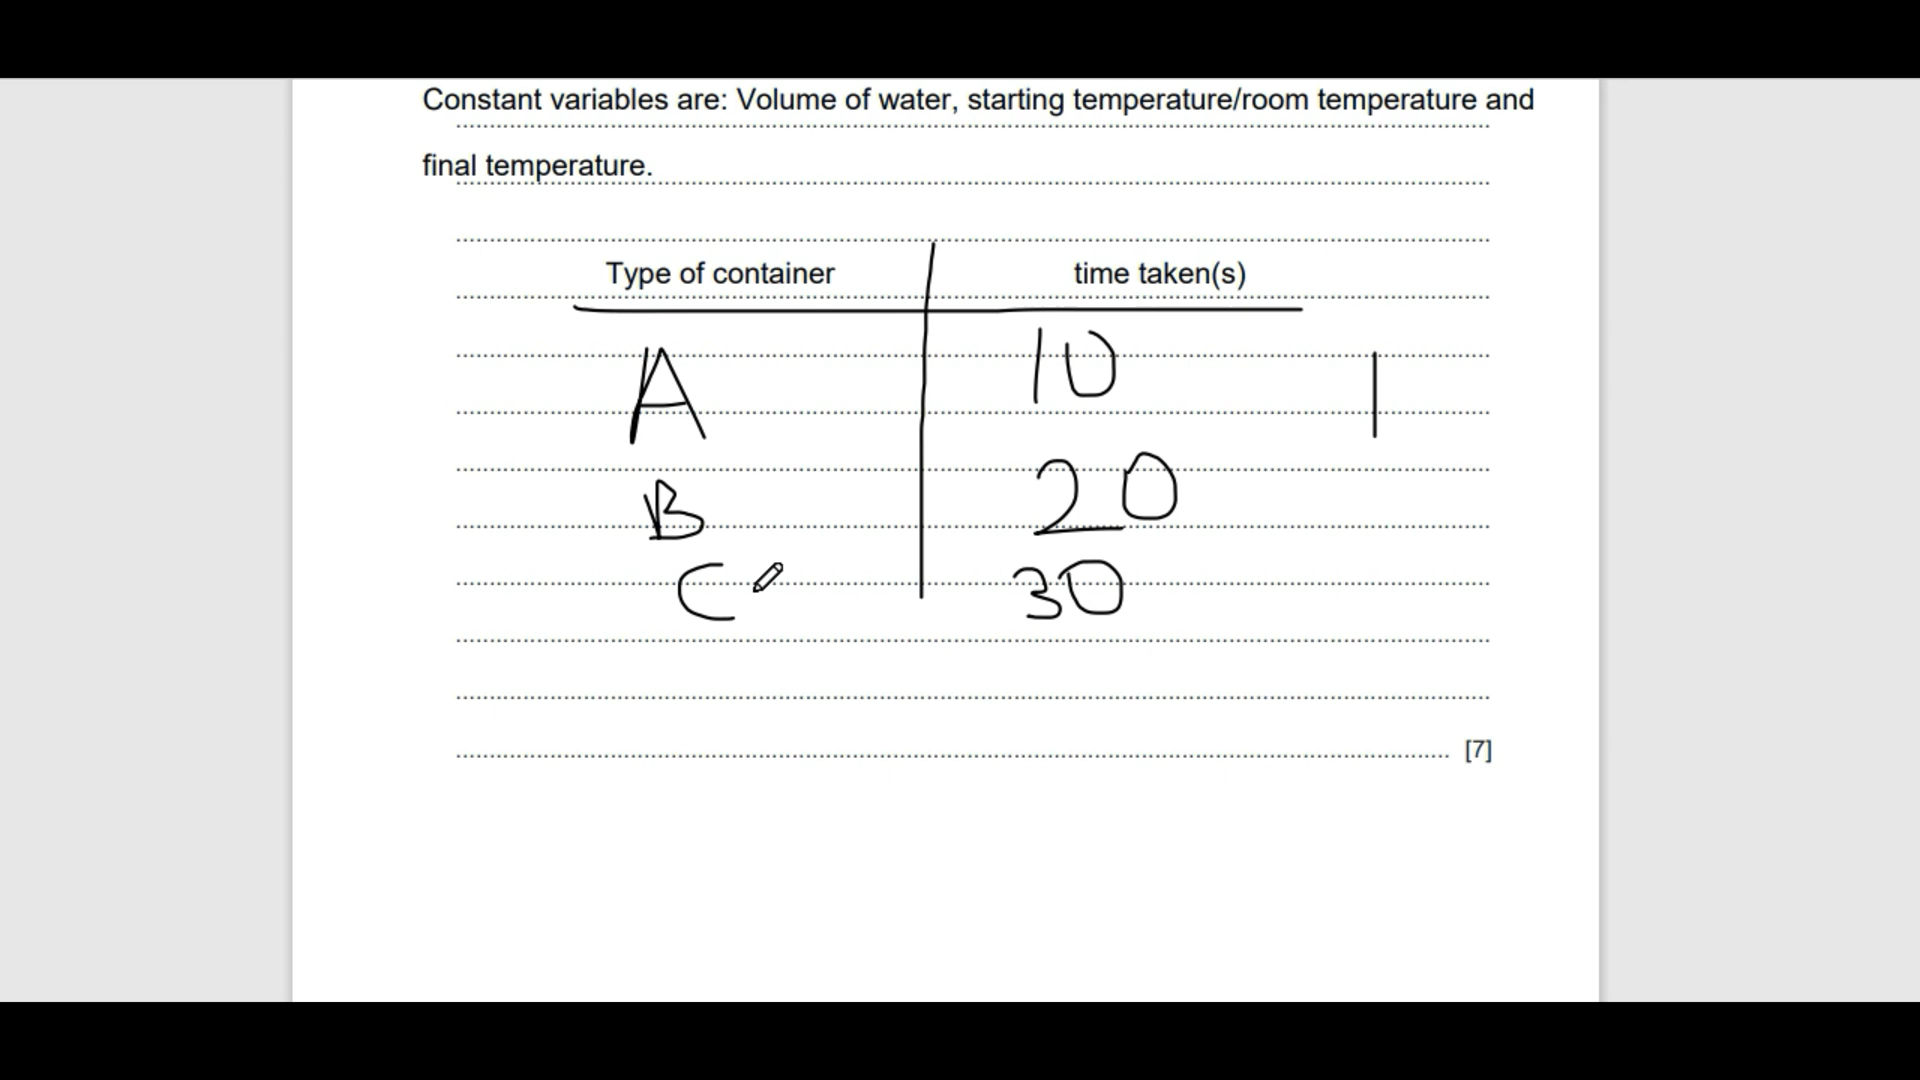 Constant variables are: Volume of water, starting temperature/room temperature and
final temperature.
Type of container time taken(s)
A 10 1
B 20
C 30
[7]